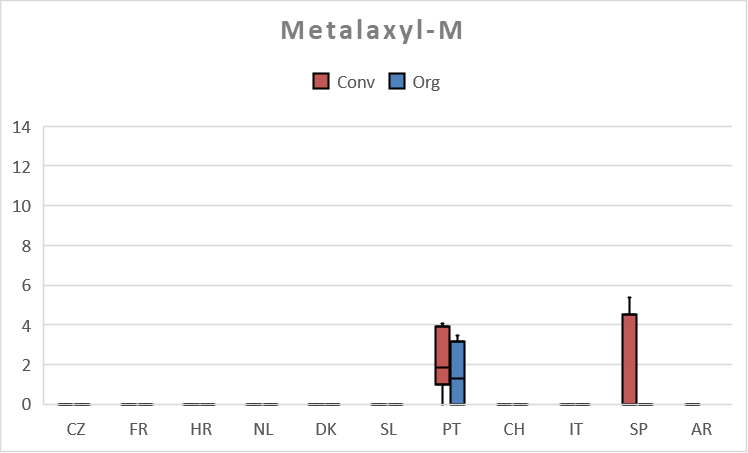 Metalaxyl-M
Conv Org
14
12
10
8
6
4
2
0
CZ FR HR NL DK SL PT CH IT SP AR